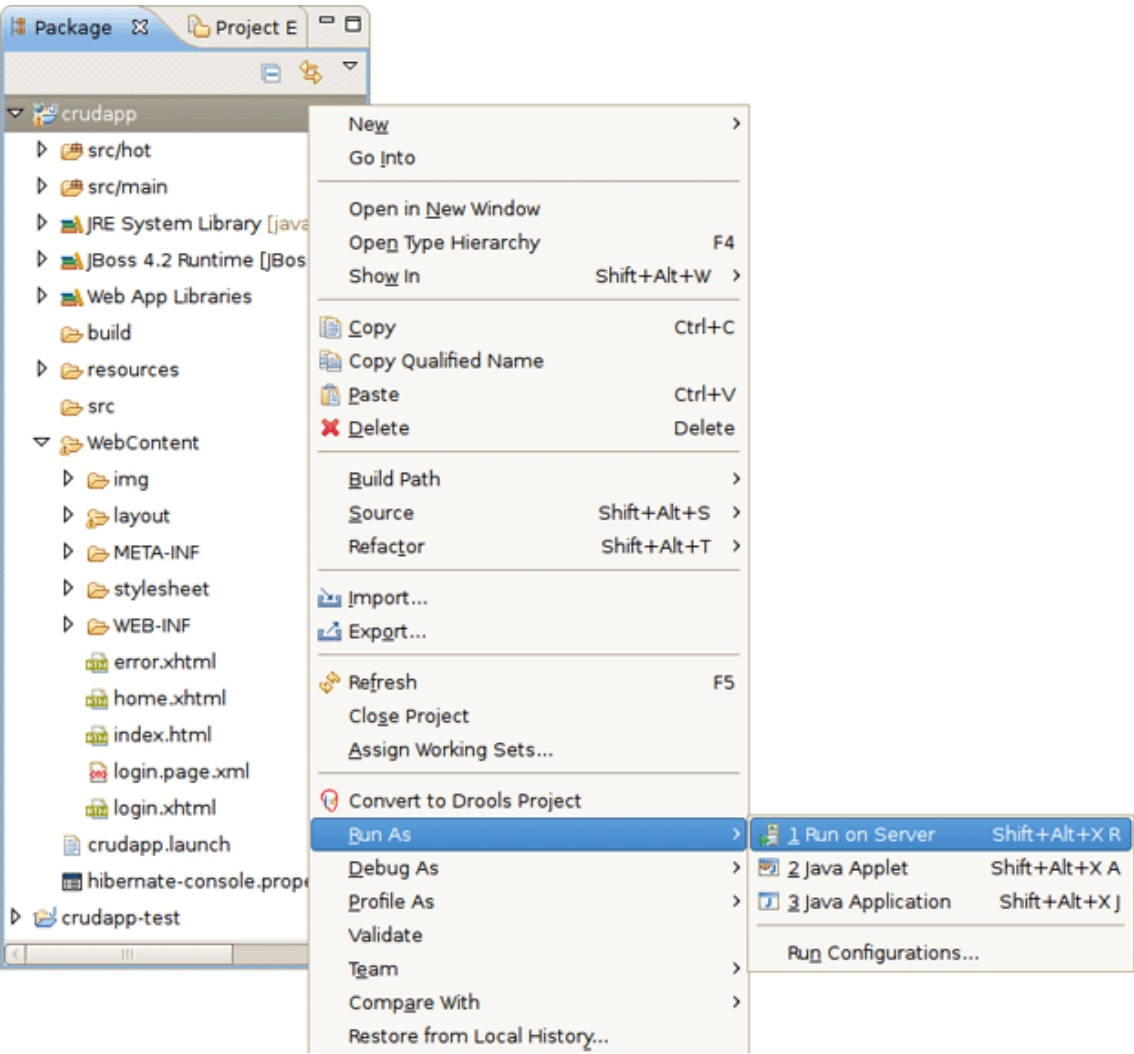 Package Project E
crudapp
src/hot
src/main
JRE System Library [java
JBoss 4.2 Runtime [JBos
Web App Libraries
build
resources
src
WebContent
img
layout
META-INF
stylesheet
WEB-INF
error.xhtml
home.xhtml
index.html
login.page.xml
login.xhtml
crudapp.launch
hibernate-console.prope
crudapp-test
New
Go Into
Open in New Window
Open Type Hierarchy F4
Show In Shift+Alt+W
Copy Ctrl+C
Copy Qualified Name
Paste Ctrl+V
Delete Delete
Build Path
Source Shift+Alt+S
Refactor Shift+Alt+T
Import...
Export...
Refresh F5
Close Project
Assign Working Sets...
Convert to Drools Project
Run As
Debug As
Profile As
Validate
Team
Compare With
Restore from Local History...
1 Run on Server Shift+Alt+X R
2 Java Applet Shift+Alt+X A
3 Java Application Shift+Alt+X J
Run Configurations...